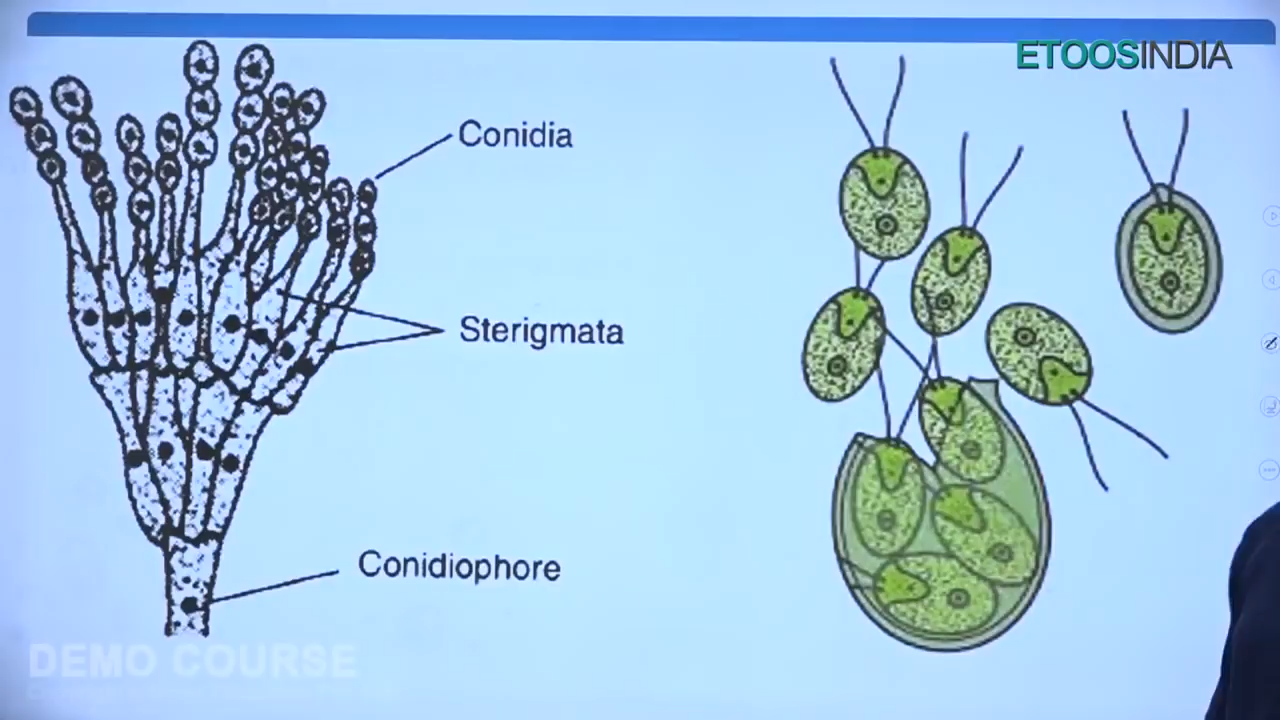 ETOOSINDIA
Conidia
Sterigmata
Conidiophore
DEMO COURSE